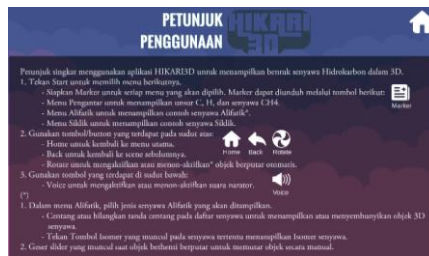 PETUNJUK
PENGGUNAAN
HIKARI
3D
Petunjuk singkat menggunakan aplikasi HIKARI3D untuk menampilkan bentuk senyawa Hidrokarbon dalam 3D.
1, Tekan Start untuk memilih menu berikutnya.
- Siapkan Marker untuk setiap menu yang akan dipilih. Marker dapat diunduh melalui tombol berikut:
- Menu Pengantar untuk menampilkan unsur C, H, dan senyawa CH4.
Marker
- Menu Alifatik untuk menampilkan contoh senyawa Alifatik*.
- Menu Siklik untuk menampilkan contoh senyawa Siklik.
2. Gunakan tombol/button yang terdapat pada sudut atas:
- Home untuk kembali ke menu utama.
- Back untuk kembali ke scene sebelumnya.
Home Back Rotate
- Rotate untuk mengaktifkan atau menon-aktifkan* objek berputar otomatis.
3. Gunakan tombol yang terdapat di sudut bawah:
- Voice untuk mengaktifkan atau menon-aktifkan suara narator.
Voice
(*)
1. Dalam menu Alifatik, pilih jenis senyawa Alifatik yang akan ditampilkan.
- Centang atau hilangkan tanda centang pada daftar senyawa untuk menampilkan atau menyembunyikan objek 3D
senyawa.
- Tekan Tombol Isomer yang muncul pada senyawa tertentu menampilkan Isomer senyawa.
2. Geser slider yang muncul saat objek berhenti berputar untuk memutar objek secara manual.